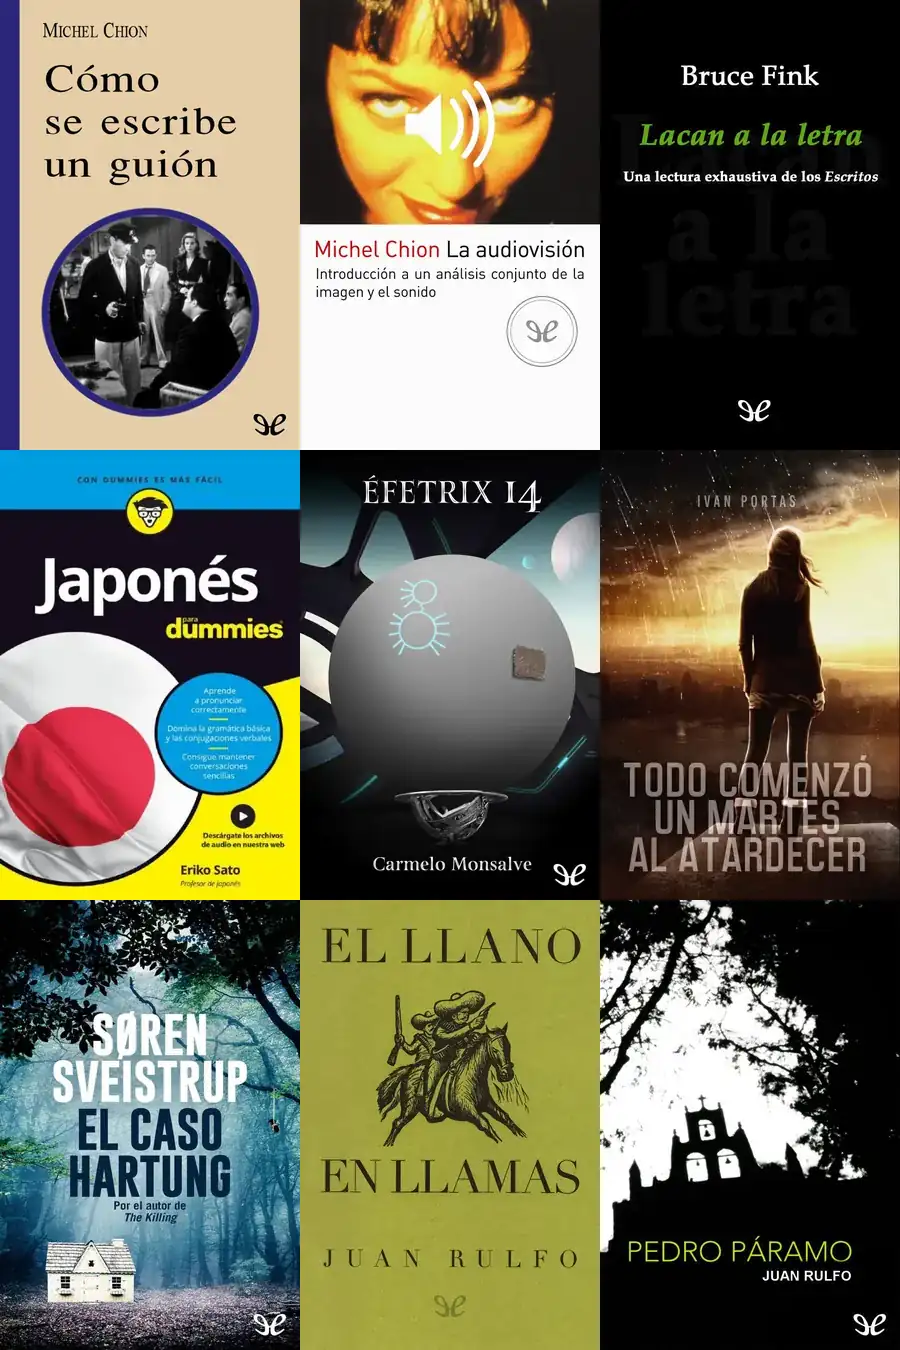 MICHEL CHION
Cómo
se escribe
un guión
Michel Chion La audiovisión
Introducción a un análisis conjunto de la
imagen y el sonido
Bruce Fink
Lacan a la letra
Una lectura exhaustiva de los Escritos
Lacan
a la
letra
CON DUMMIES ES MÁS FÁCIL
Japonés
para
dummies
Aprende
a pronunciar
correctamente
Domina la gramática básica
y las conjugaciones verbales
Consigue mantener
conversaciones
sencillas
Descárgate los archivos
de audio en nuestra web
Eriko Sato
Profesor de japonés
ÉFETRIX 14
Carmelo Monsalve
IVAN PORTAS
TODO COMENZÓ
UN MARTES
AL ATARDECER
SØREN
SVEISTRUP
EL CASO
HARTUNG
Por el autor de
The Killing
EL LLANO
EN LLAMAS
JUAN RULFO
PEDRO PÁRAMO
JUAN RULFO